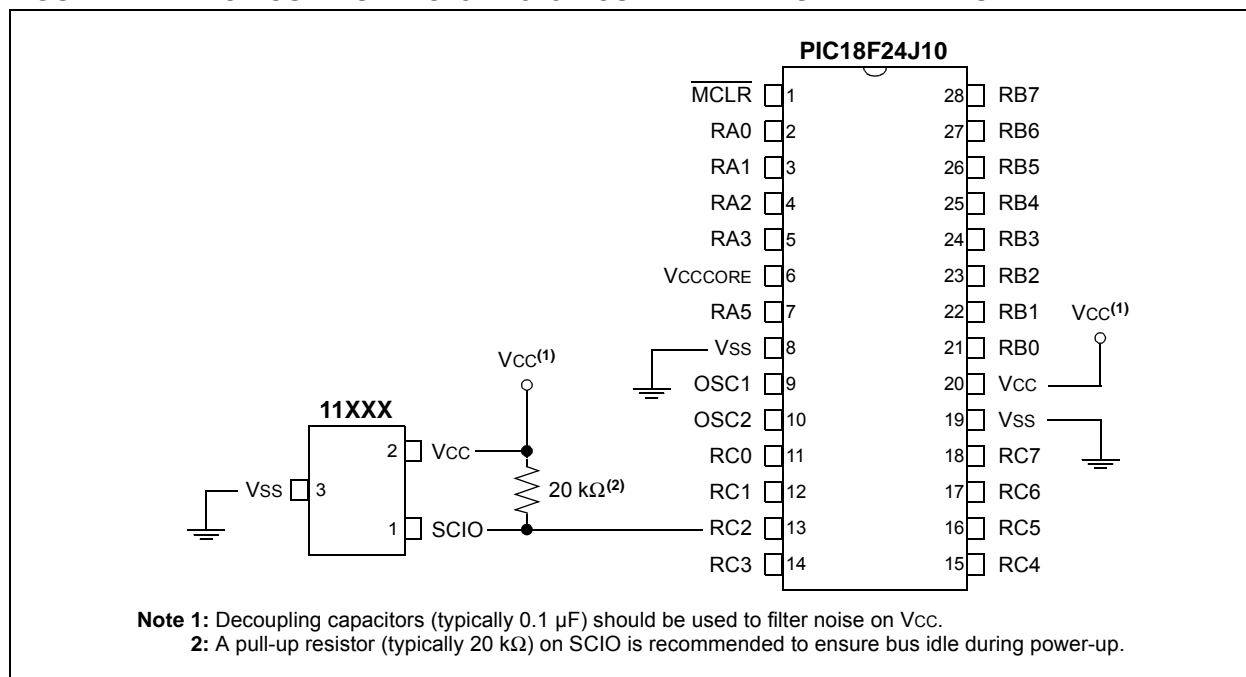 PIC18F24J10
MCLR 1 28 RB7
RA0 2 27 RB6
RA1 3 26 RB5
RA2 4 25 RB4
RA3 5 24 RB3
VCCCORE 6 23 RB2
RA5 7 22 RB1 VCC(1)
VCC(1) VSS 8 21 RB0
OSC1 9 20 VCC
11XXX OSC2 10 19 VSS
2 VCC RC0 11 18 RC7
VSS 3 20 kΩ(2) RC1 12 17 RC6
1 SCIO RC2 13 16 RC5
RC3 14 15 RC4
Note 1: Decoupling capacitors (typically 0.1 µF) should be used to filter noise on VCC.
2: A pull-up resistor (typically 20 kΩ) on SCIO is recommended to ensure bus idle during power-up.